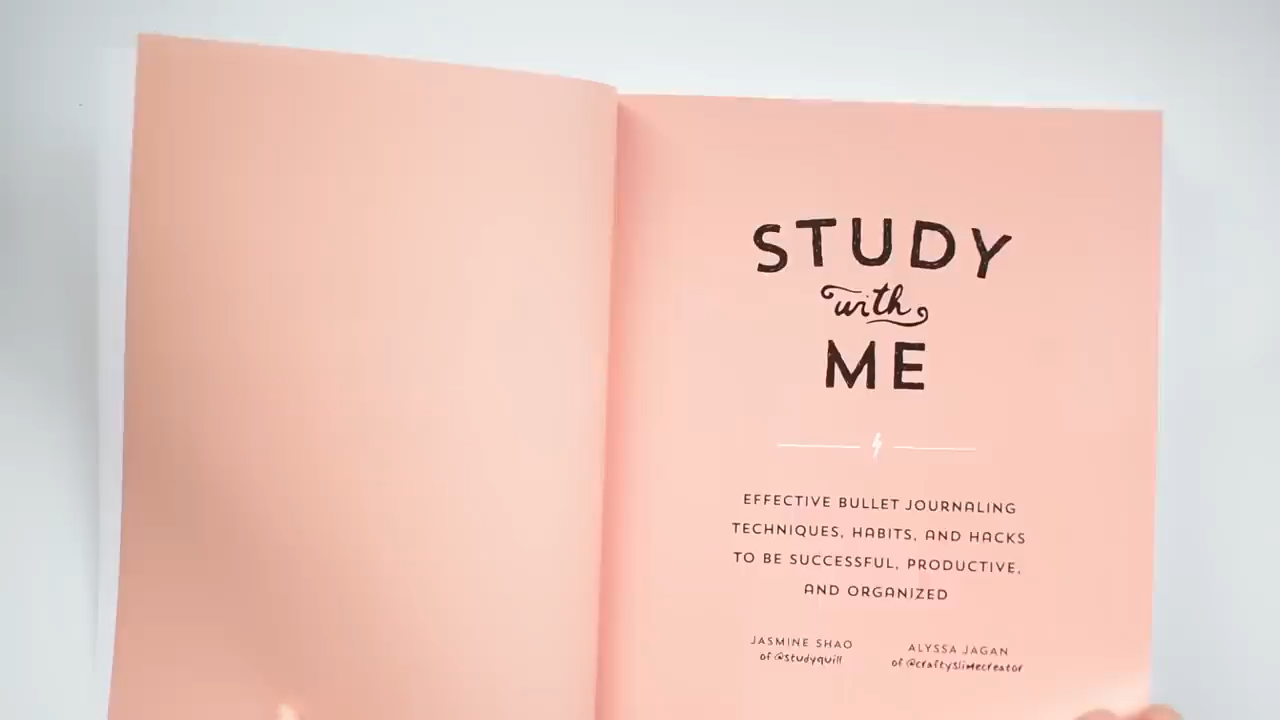 STUDY
with
ME
EFFECTIVE BULLET JOURNALING
TECHNIQUES, HABITS, AND HACKS
TO BE SUCCESSFUL, PRODUCTIVE,
AND ORGANIZED
JASMINE SHAO
of @studyquill
ALYSSA JAGAN
of @craftyslimecreator